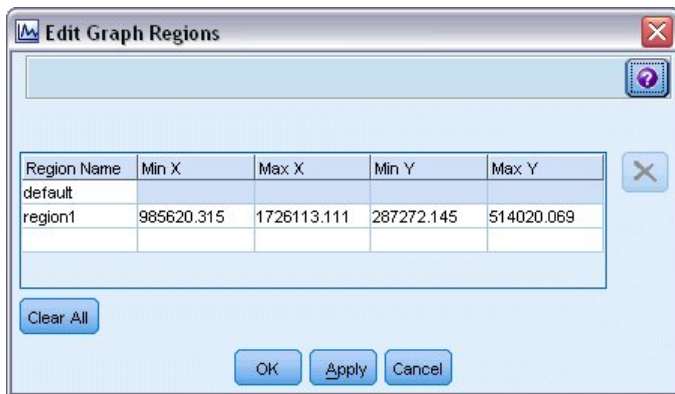 Edit Graph Regions
?
Region Name Min X Max X Min Y Max Y
default
region1 985620.315 1726113.111 287272.145 514020.069
Clear All
OK Apply Cancel